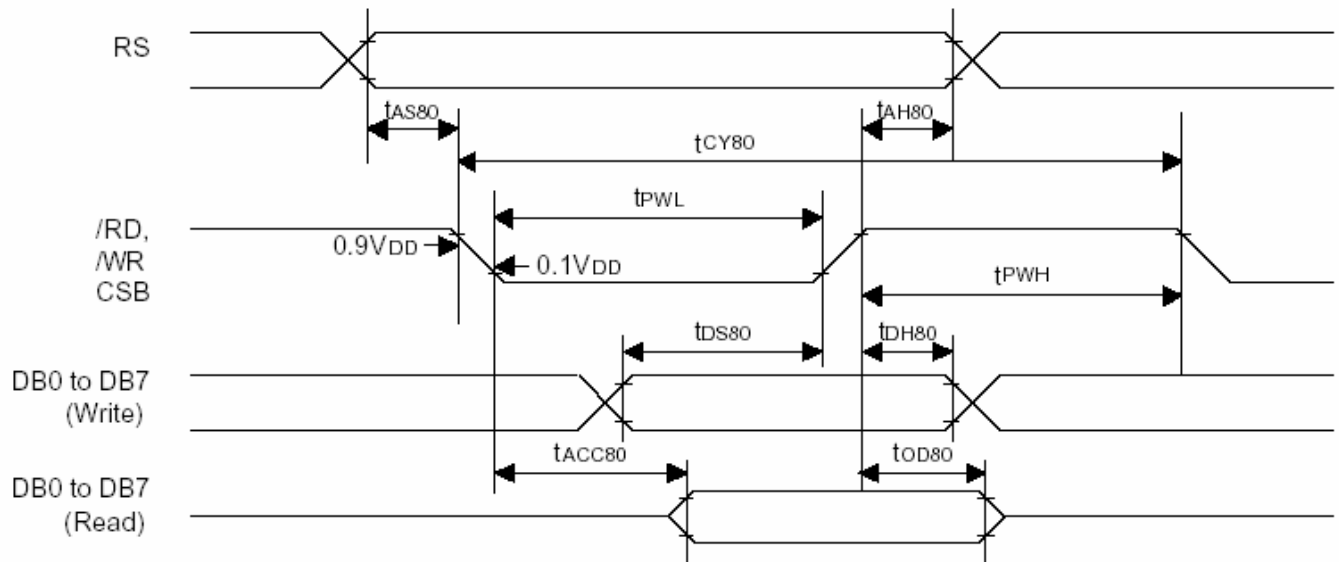 RS
tAS80
tAH80
tCY80
tPWL
/RD,
/WR
CSB
0.9VDD
0.1VDD
tPWH
tDS80
tDH80
DB0 to DB7
(Write)
tACC80
tOD80
DB0 to DB7
(Read)